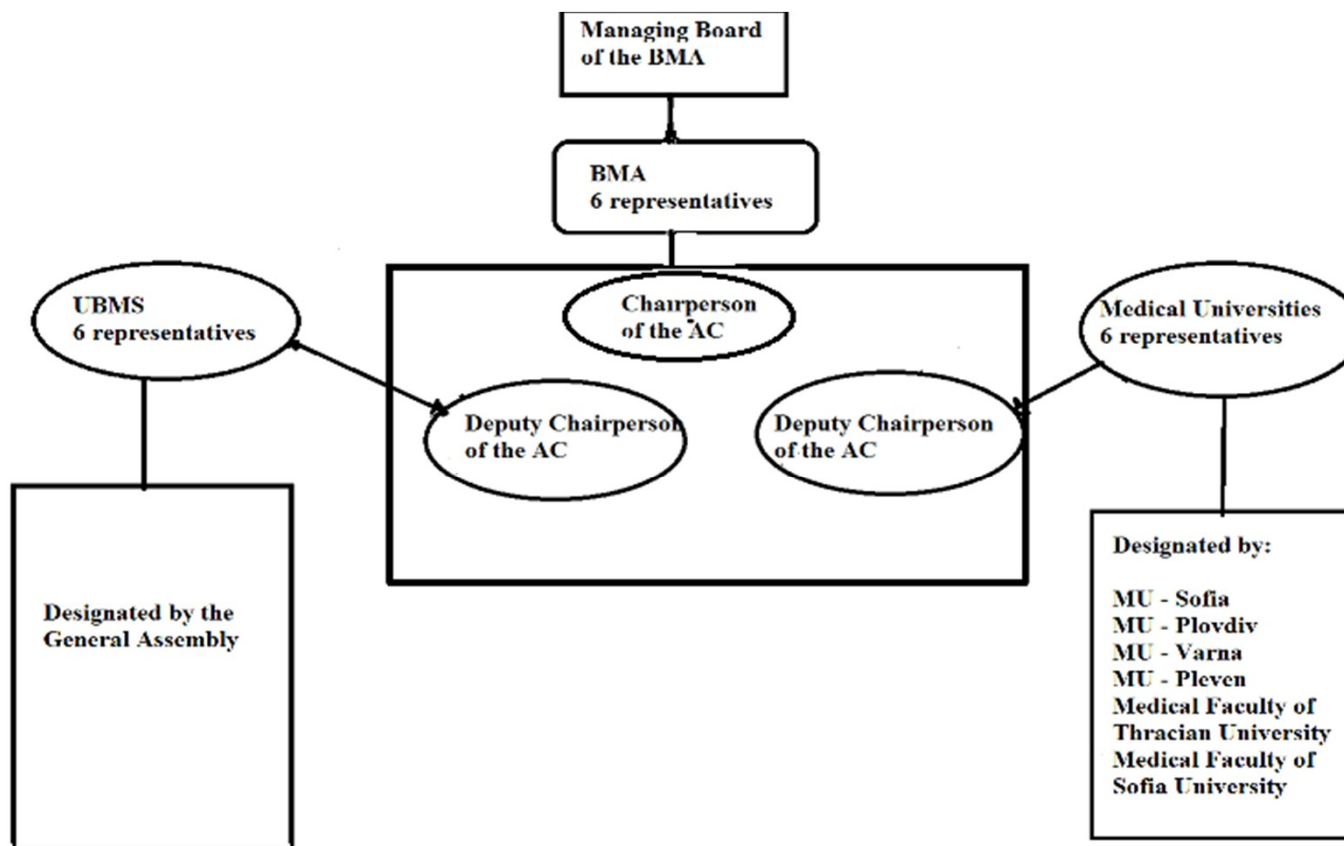 Managing Board
of the BMA
BMA
6 representatives
UBMS
6 representatives
Chairperson
of the AC
Medical Universities
6 representatives
Deputy Chairperson
of the AC
Deputy Chairperson
of the AC
Designated by the
General Assembly
Designated by:
MU - Sofia
MU - Plovdiv
MU - Varna
MU - Pleven
Medical Faculty of
Thracian University
Medical Faculty of
Sofia University